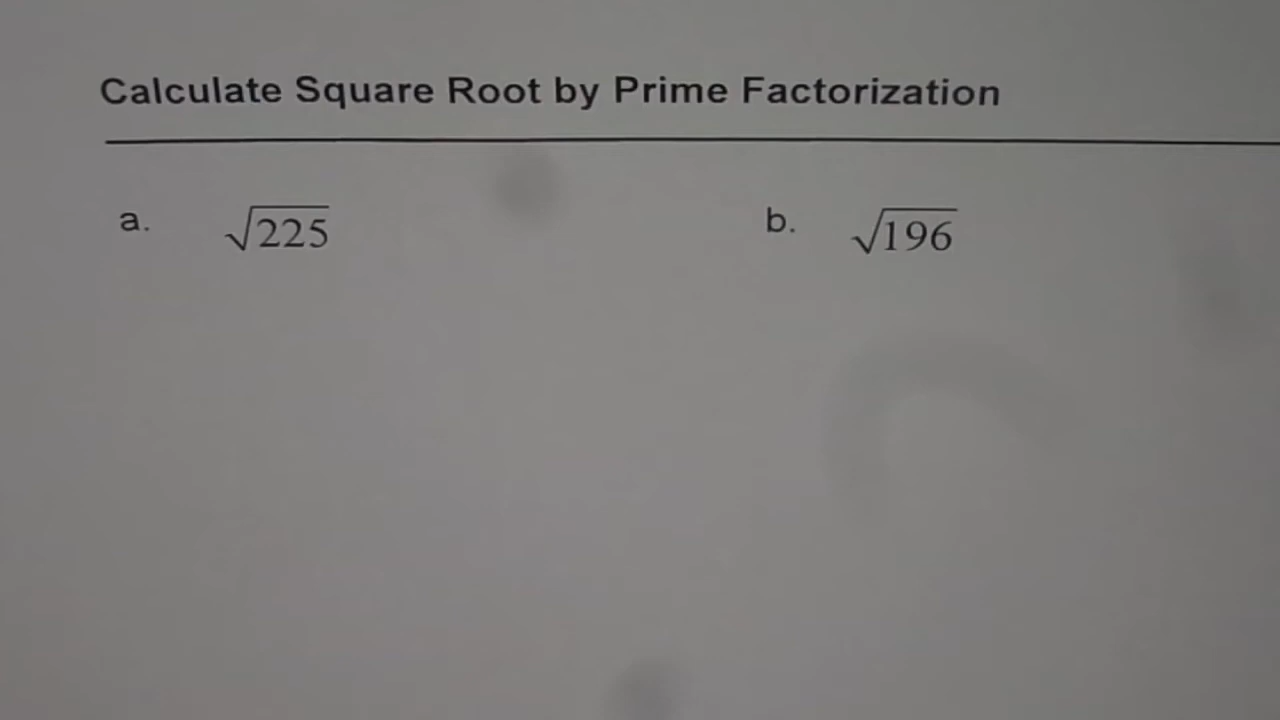 Calculate Square Root by Prime Factorization
a. √225 b. √196